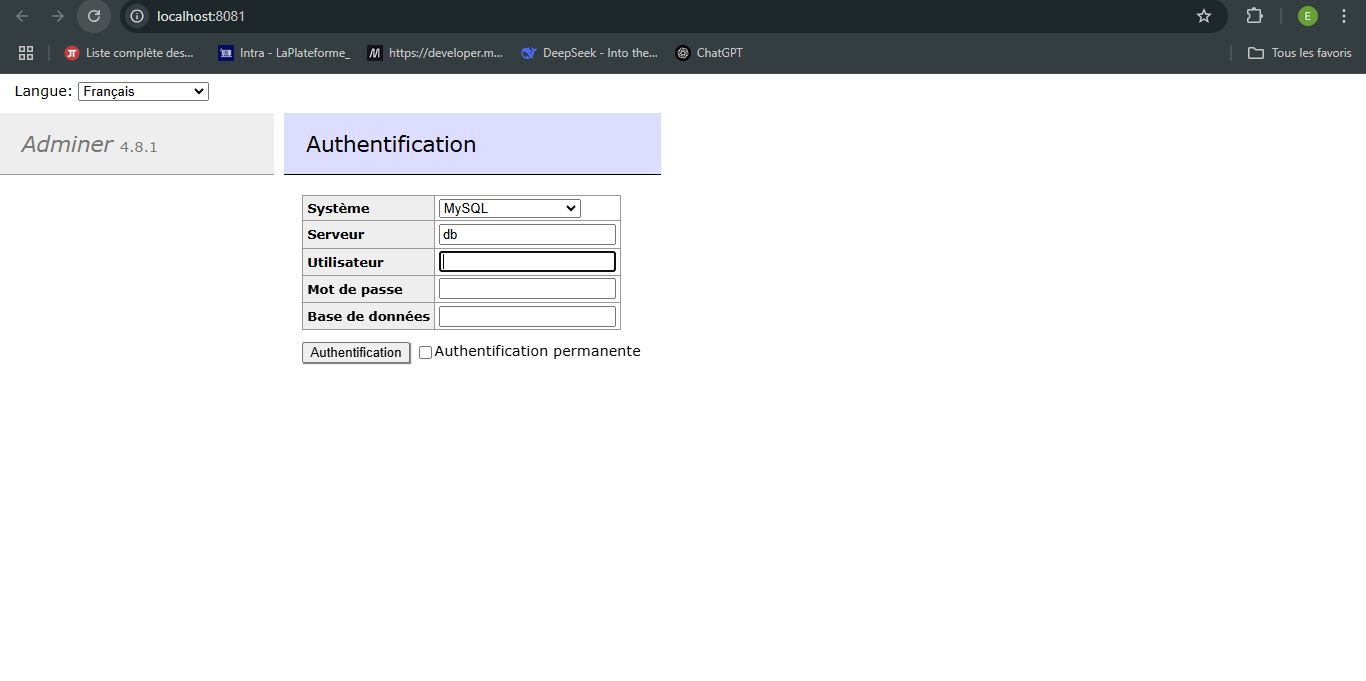 localhost:8081
E
Liste complète des...
Intra - LaPlateforme_
https://developer.m...
DeepSeek - Into the...
ChatGPT
Tous les favoris
Langue: Français
Adminer 4.8.1
Authentification
Système MySQL
Serveur db
Utilisateur
Mot de passe
Base de données
Authentification Authentification permanente